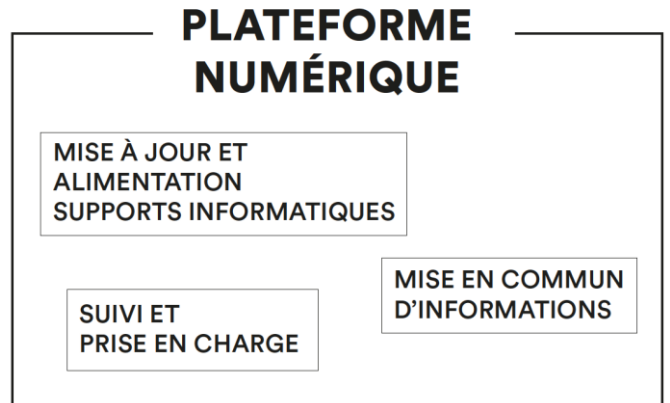 PLATEFORME
NUMÉRIQUE
MISE À JOUR ET
ALIMENTATION
SUPPORTS INFORMATIQUES
MISE EN COMMUN
D’INFORMATIONS
SUIVI ET
PRISE EN CHARGE